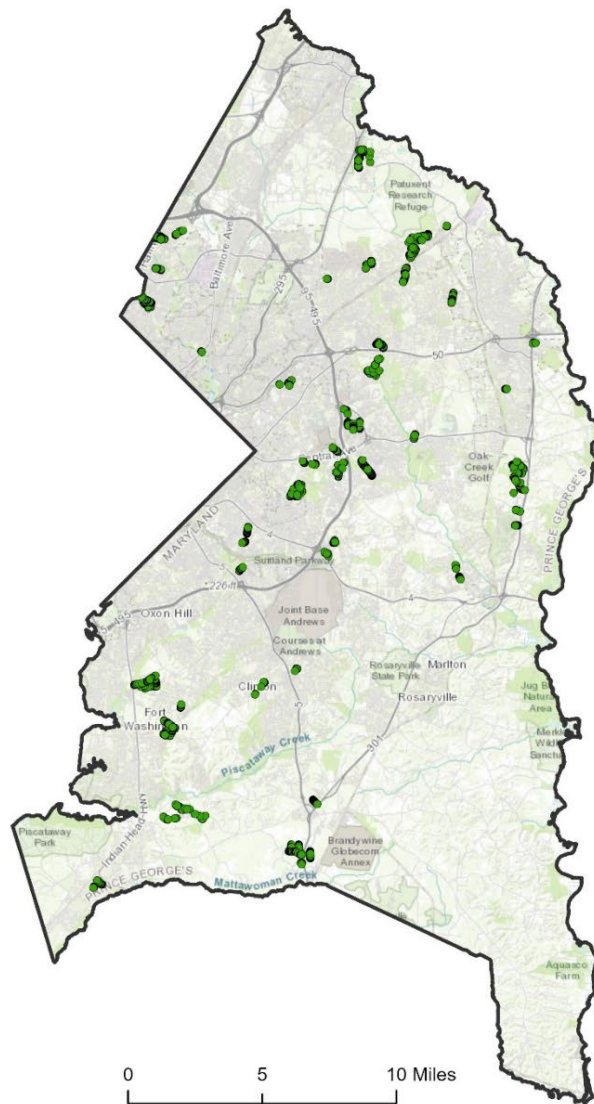 Patuxent
Research
Refuge
Baltimore Ave
295
95-495
50
Oak
Creek
Golf
MARYLAND
PRINCE GEORGE'S
4
Suitland Parkway
Oxon Hill
Joint Base
Andrews
4
Courses at
Andrews
Rosaryville
State Park
Marlton
Clinton
Rosaryville
Fort
Washington
5
301
Piscataway Creek
Piscataway
Park
Indian Head Hwy
Brandywine
Globecom
Annex
PRINCE GEORGE'S
Mattawoman Creek
Aquasco
Farm
0 5 10 Miles